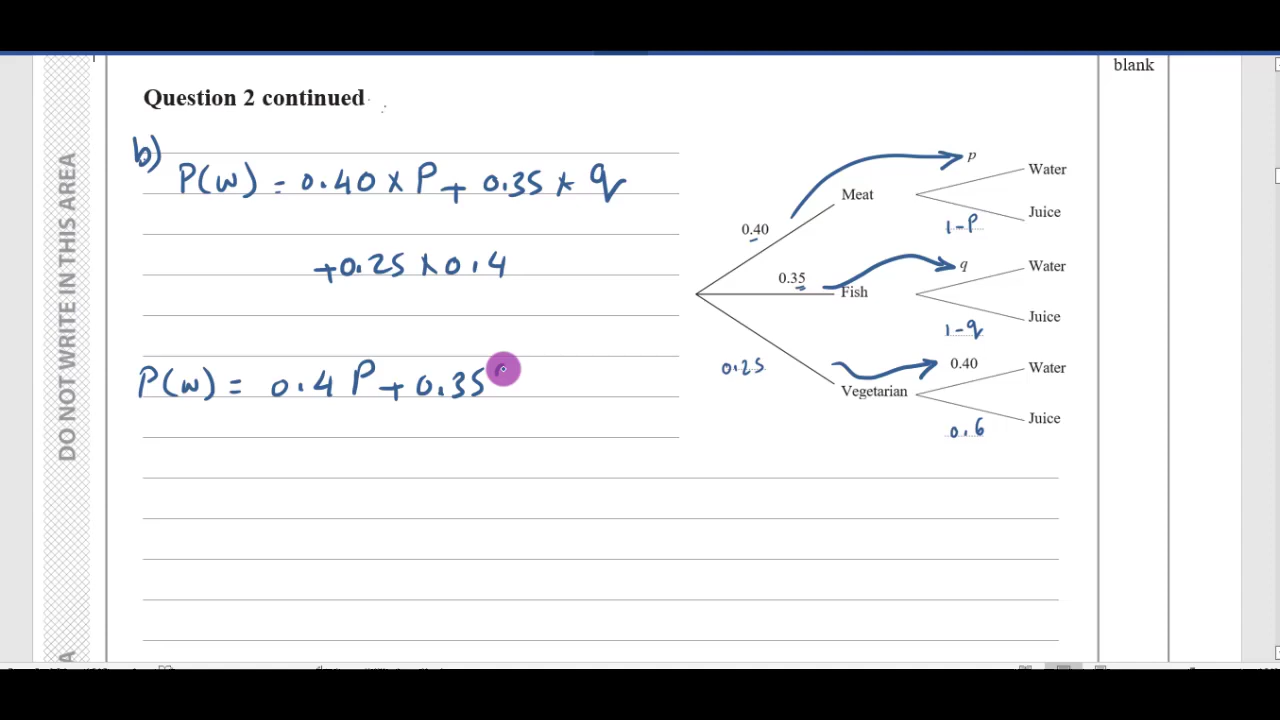 blank
Question 2 continued
b)
P(W) = 0.40 × P + 0.35 × q
+0.25 × 0.4
P(W) = 0.4 P + 0.35
p
Water
Meat
Juice
1-P
0.40
q
Water
0.35
Fish
Juice
1-q
0.25
0.40
Water
Vegetarian
Juice
0.6
DO NOT WRITE IN THIS AREA
A